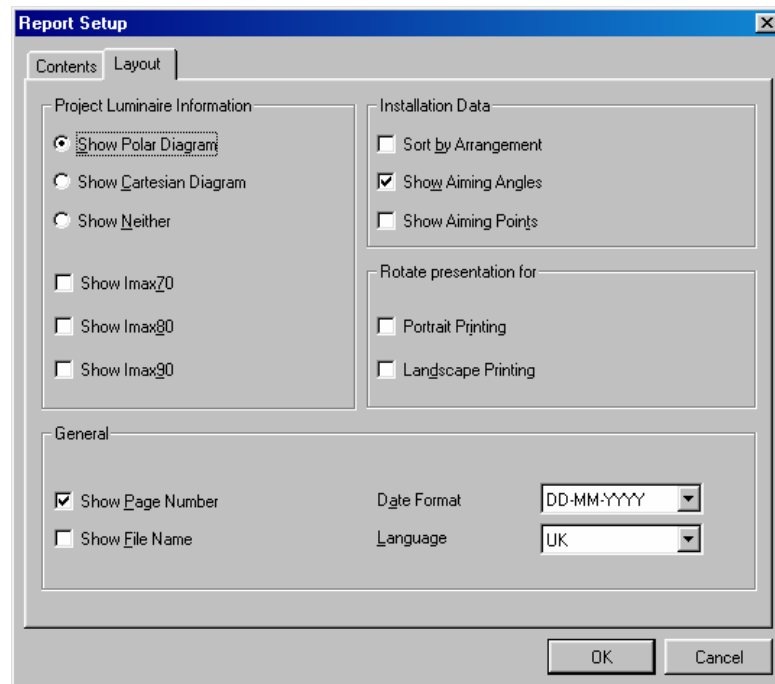 Report Setup
Contents
Layout
Project Luminaire Information
Show Polar Diagram
Show Cartesian Diagram
Show Neither
Show Imax70
Show Imax80
Show Imax90
Installation Data
Sort by Arrangement
Show Aiming Angles
Show Aiming Points
Rotate presentation for
Portrait Printing
Landscape Printing
General
Show Page Number
Show File Name
Date Format
DD-MM-YYYY
Language
UK
OK
Cancel